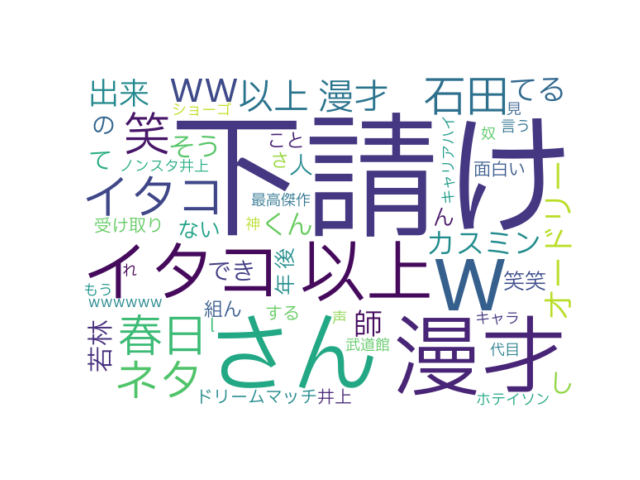 出来
ww
以上
漫才
石田
てる
ショーゴ
見
の
笑
下請け
こと
キャリアハイ
奴
言う
そう
て
ノンスタ井上
さ
人
面白い
イタコ
最高傑作
ん
オードリー
受け取り
ない
神
くん
カスミン
イタコ
以上
れ
でき
年後
w
笑笑
もう
wwwwww
組ん
する
師
キャラ
若林
春日
l
さん
声
武道館
漫才
代目
ネタ
ドリームマッチ
井上
ホテイソン
し